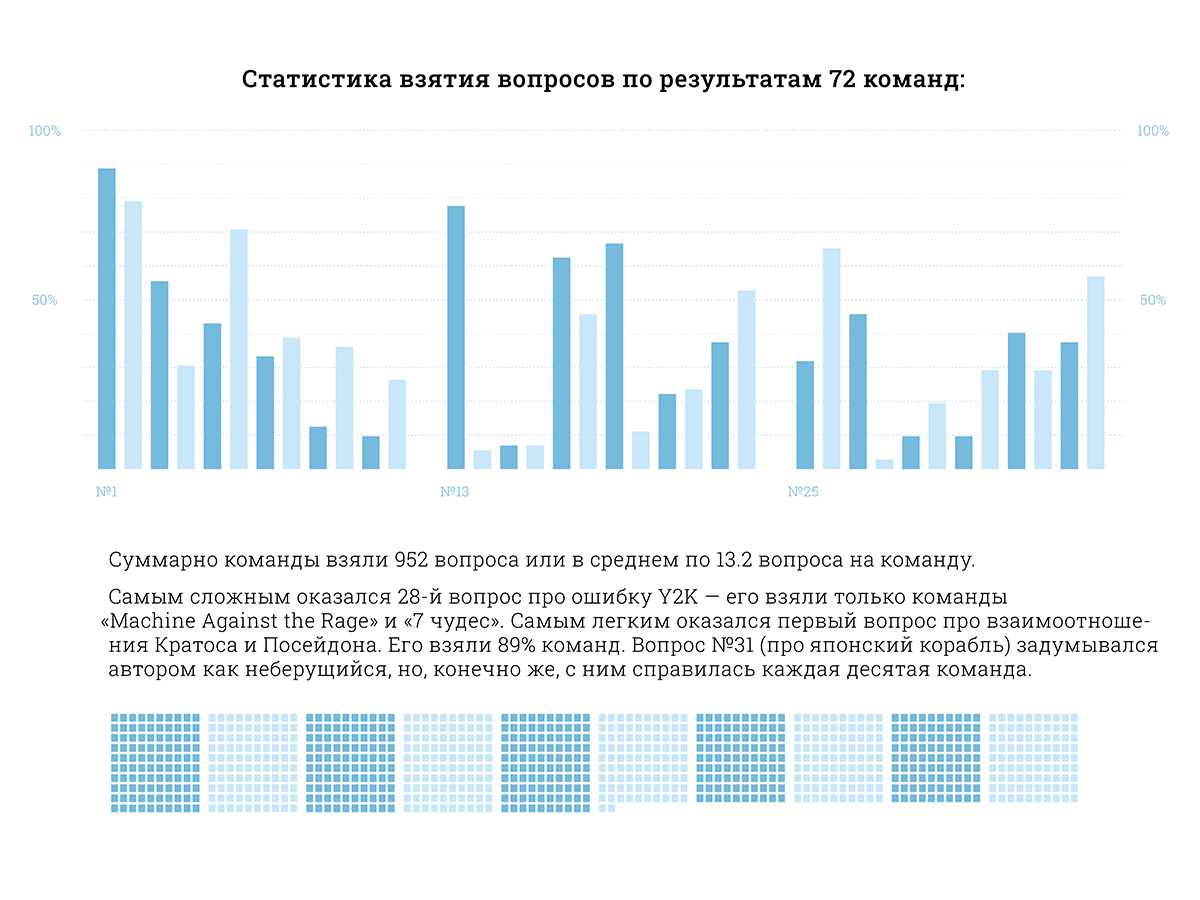 Статистика взятия вопросов по результатам 72 команд:
100% 100%
50% 50%
№1 №13 №25
Суммарно команды взяли 952 вопроса или в среднем по 13.2 вопроса на команду.
Самым сложным оказался 28-й вопрос про ошибку Y2K — его взяли только команды
«Machine Against the Rage» и «7 чудес». Самым легким оказался первый вопрос про взаимоотноше-
ния Кратоса и Посейдона. Его взяли 89% команд. Вопрос №31 (про японский корабль) задумывался
автором как неберущийся, но, конечно же, с ним справилась каждая десятая команда.